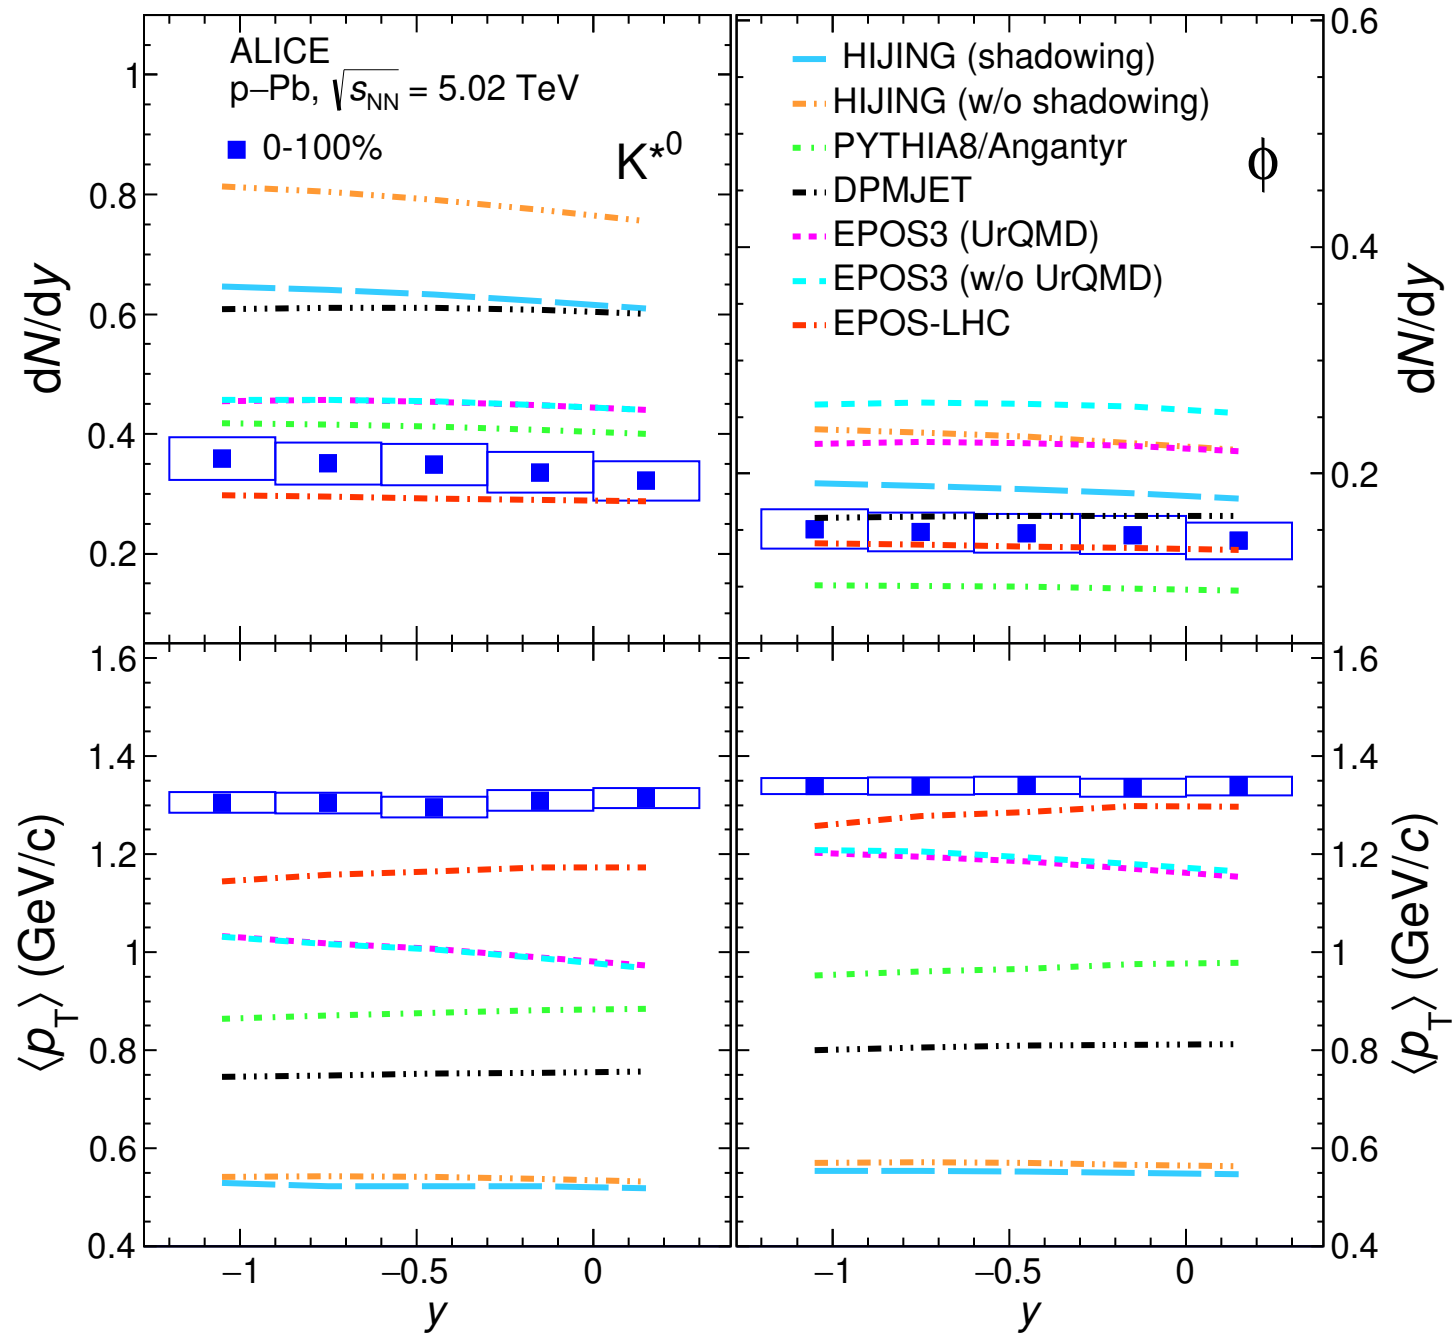 ALICE
p–Pb, √sNN = 5.02 TeV
0-100%
K*0
dN/dy
1
0.8
0.6
0.4
0.2
HIJING (shadowing)
HIJING (w/o shadowing)
PYTHIA8/Angantyr
DPMJET
EPOS3 (UrQMD)
EPOS3 (w/o UrQMD)
EPOS-LHC
ϕ
0.6
0.4
0.2
dN/dy
⟨pT⟩ (GeV/c)
1.6
1.4
1.2
1
0.8
0.6
0.4
–1 –0.5 0
y
1.6
1.4
1.2
1
0.8
0.6
0.4
⟨pT⟩ (GeV/c)
–1 –0.5 0
y